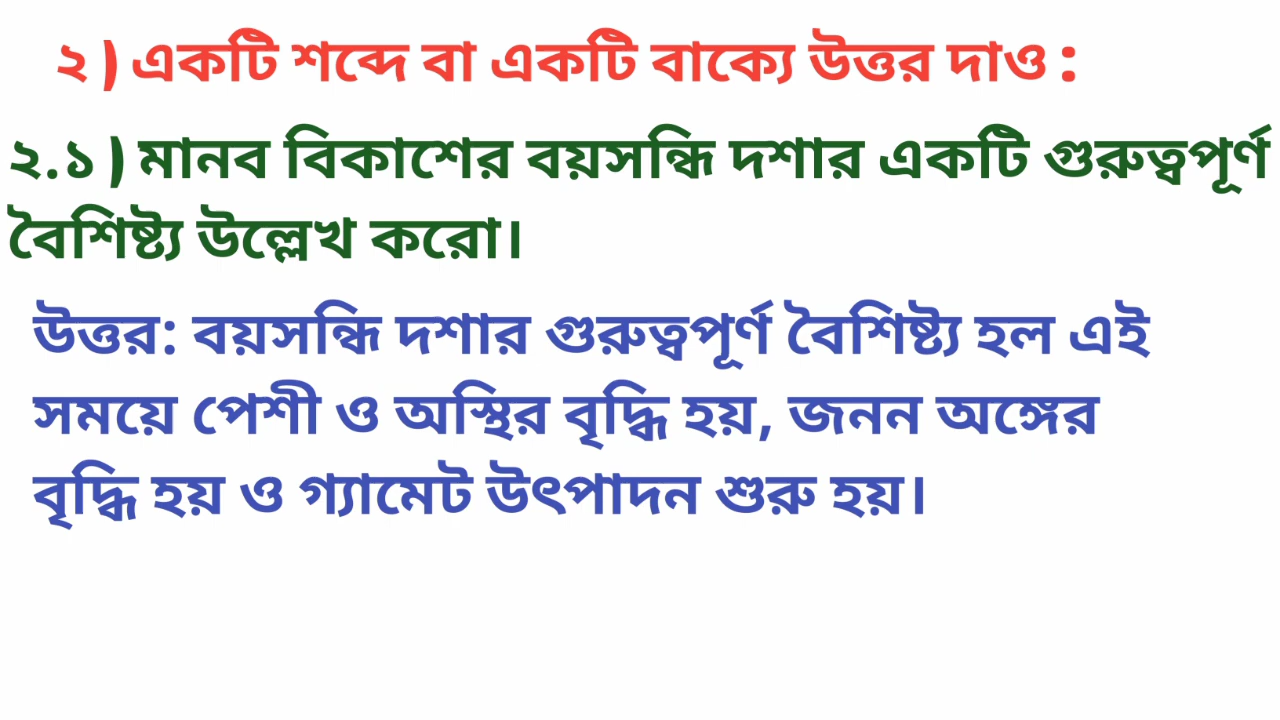 ২ ) একটি শব্দে বা একটি বাক্যে উত্তর দাও :
২.১ ) মানব বিকাশের বয়সন্ধি দশার একটি গুরুত্বপূর্ণ
বৈশিষ্ট্য উল্লেখ করো।
উত্তর: বয়সন্ধি দশার গুরুত্বপূর্ণ বৈশিষ্ট্য হল এই
সময়ে পেশী ও অস্থির বৃদ্ধি হয়, জনন অঙ্গের
বৃদ্ধি হয় ও গ্যামেট উৎপাদন শুরু হয়।